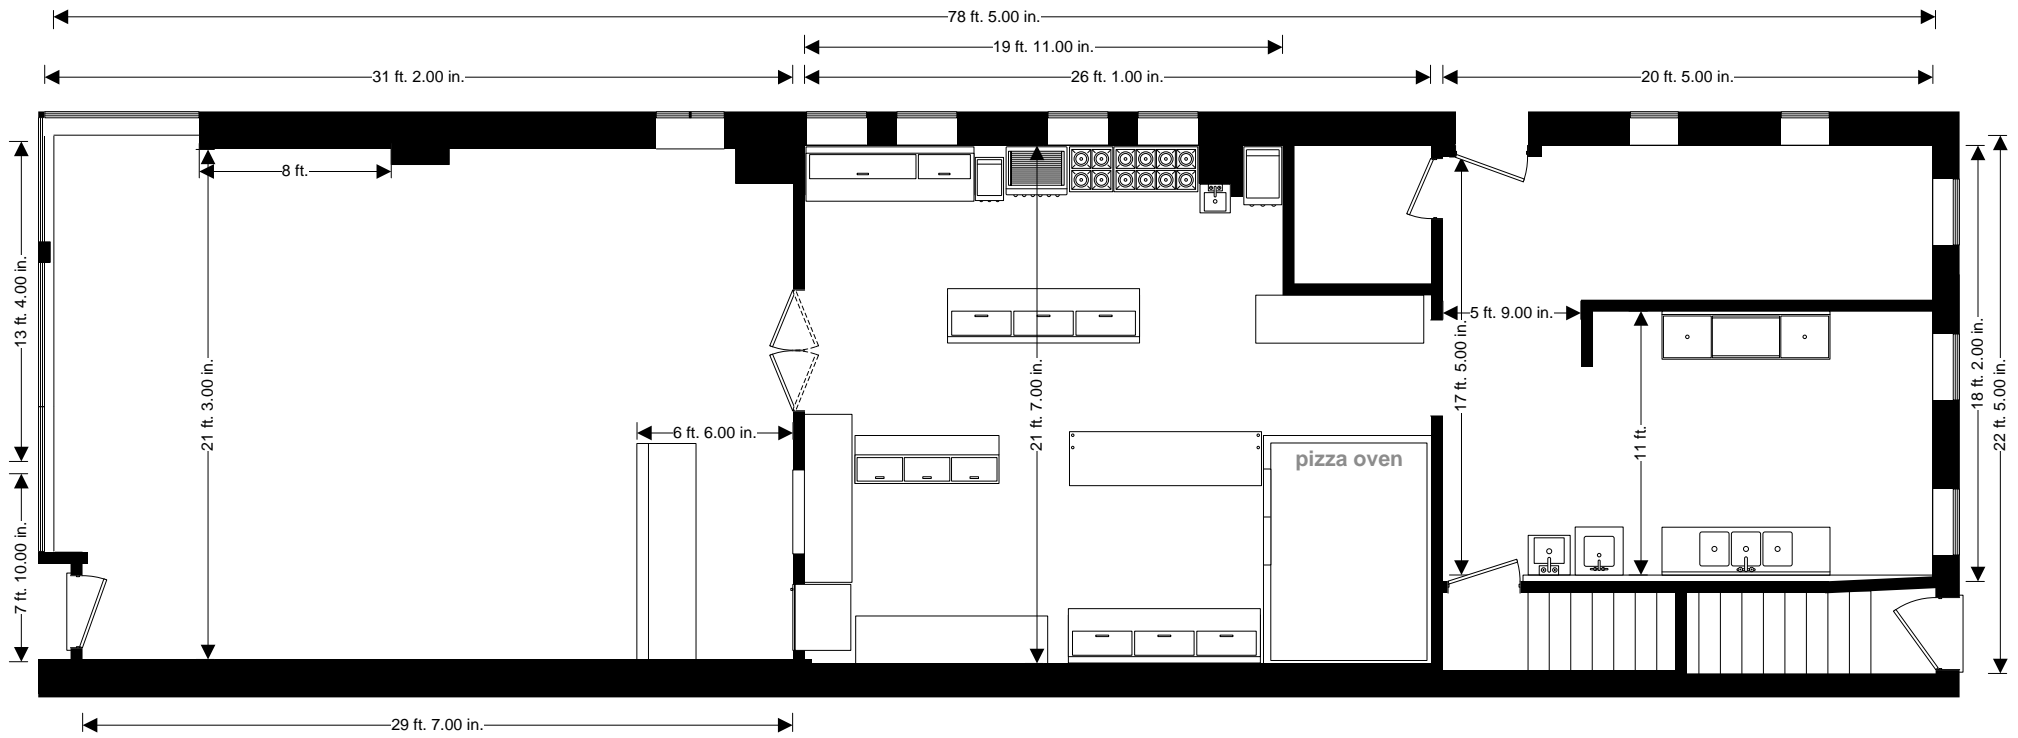 78 ft. 5.00 in.
19 ft. 11.00 in.
31 ft. 2.00 in.
26 ft. 1.00 in.
20 ft. 5.00 in.
8 ft.
13 ft. 4.00 in.
21 ft. 3.00 in.
6 ft. 6.00 in.
21 ft. 7.00 in.
pizza oven
5 ft. 9.00 in.
17 ft. 5.00 in.
11 ft.
18 ft. 2.00 in.
22 ft. 5.00 in.
7 ft. 10.00 in.
29 ft. 7.00 in.